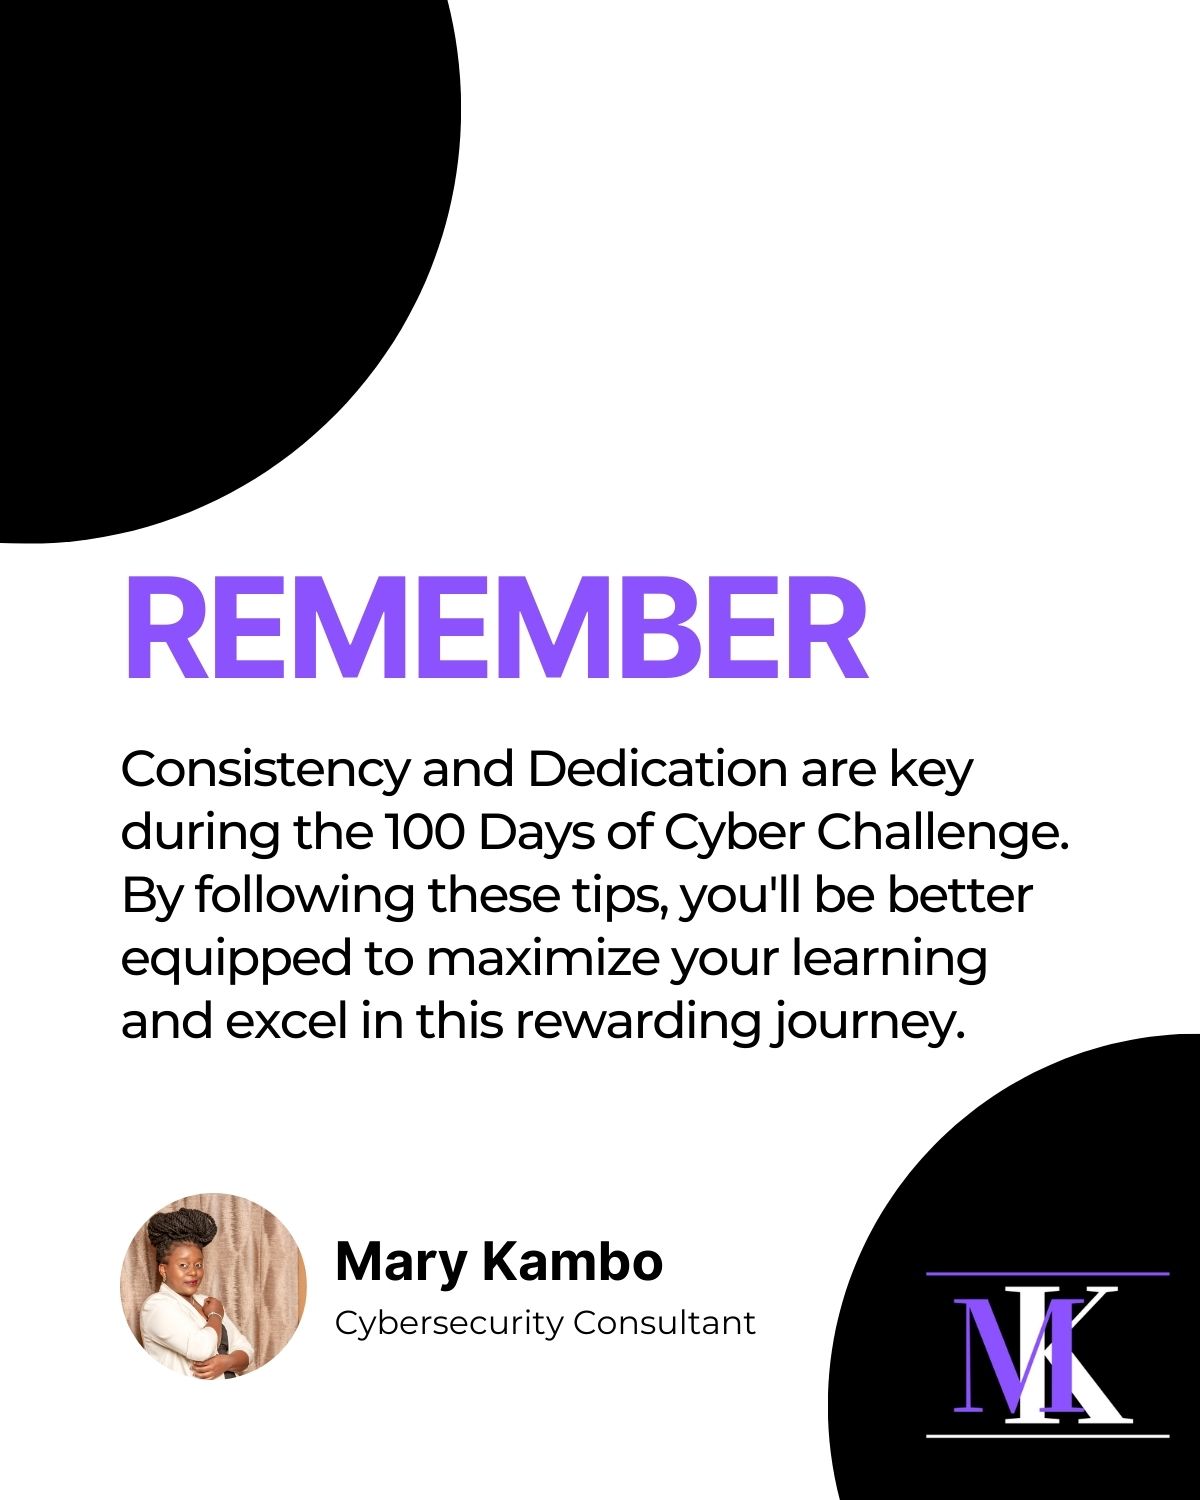 REMEMBER
Consistency and Dedication are key
during the 100 Days of Cyber Challenge.
By following these tips, you'll be better
equipped to maximize your learning
and excel in this rewarding journey.
Mary Kambo
Cybersecurity Consultant
MK